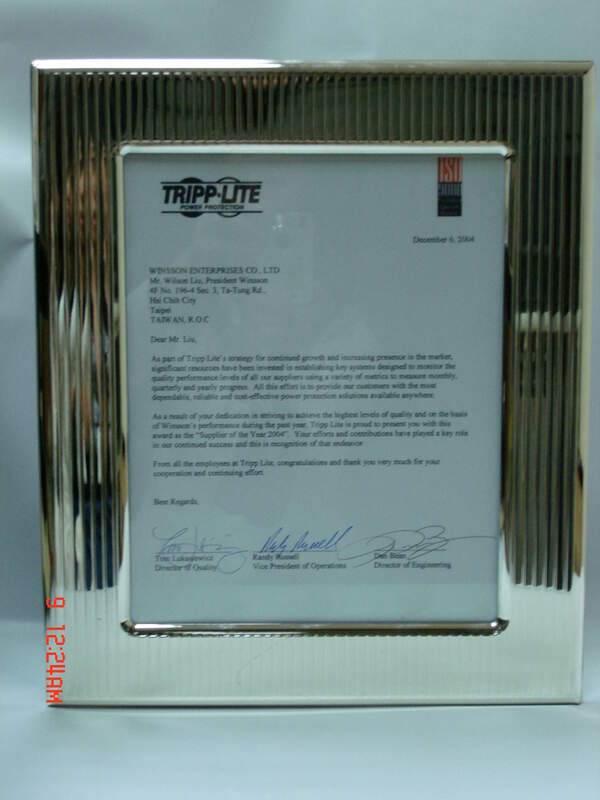 TRIPP·LITE
POWER PROTECTION
December 6, 2004
WINSSON ENTERPRISES CO., LTD
Mr. Wilson Liu, President Winsson
4F No. 196-4 Sec. 3, Ta-Tung Rd.,
Hsi Chih City
Taipei
TAIWAN, R.O.C
Dear Mr. Liu,
As part of Tripp Lite's strategy for continued growth and increasing presence in the market,
significant resources have been invested in establishing key systems designed to monitor the
quality performance levels of all our suppliers using a variety of metrics to measure monthly,
quarterly and yearly progress. All this effort is to provide our customers with the most
dependable, reliable and cost-effective power protection solutions available anywhere.
As a result of your dedication in striving to achieve the highest levels of quality and on the basis
of Winsson's performance during the past year, Tripp Lite is proud to present you with this
award as the "Supplier of the Year 2004". Your efforts and contributions have played a key role
in our continued success and this is recognition of that endeavor
From all the employees at Tripp Lite, congratulations and thank you very much for your
cooperation and continuing effort
Best Regards,
Tom Lukasiewicz Randy Russell Dan
Director of Quality Vice President of Operations Director of Engineering
9 12:24AM